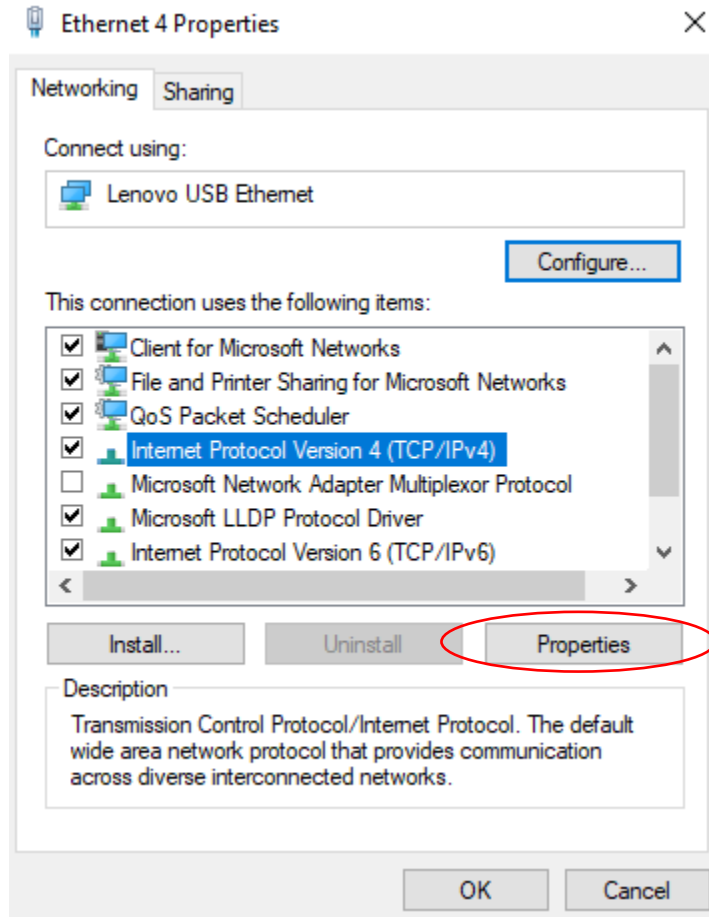 Ethernet 4 Properties
Networking
Sharing
Connect using:
Lenovo USB Ethernet
Configure...
This connection uses the following items:
Client for Microsoft Networks
File and Printer Sharing for Microsoft Networks
QoS Packet Scheduler
Internet Protocol Version 4 (TCP/IPv4)
Microsoft Network Adapter Multiplexor Protocol
Microsoft LLDP Protocol Driver
Internet Protocol Version 6 (TCP/IPv6)
Install...
Uninstall
Properties
Description
Transmission Control Protocol/Internet Protocol. The default
wide area network protocol that provides communication
across diverse interconnected networks.
OK
Cancel